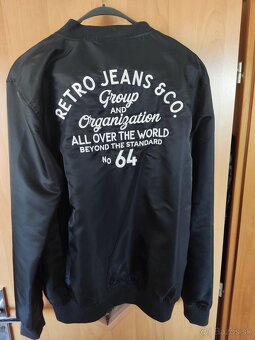 RETRO JEANS & CO.
Group
AND
Organization
ALL OVER THE WORLD
BEYOND THE STANDARD
No 64